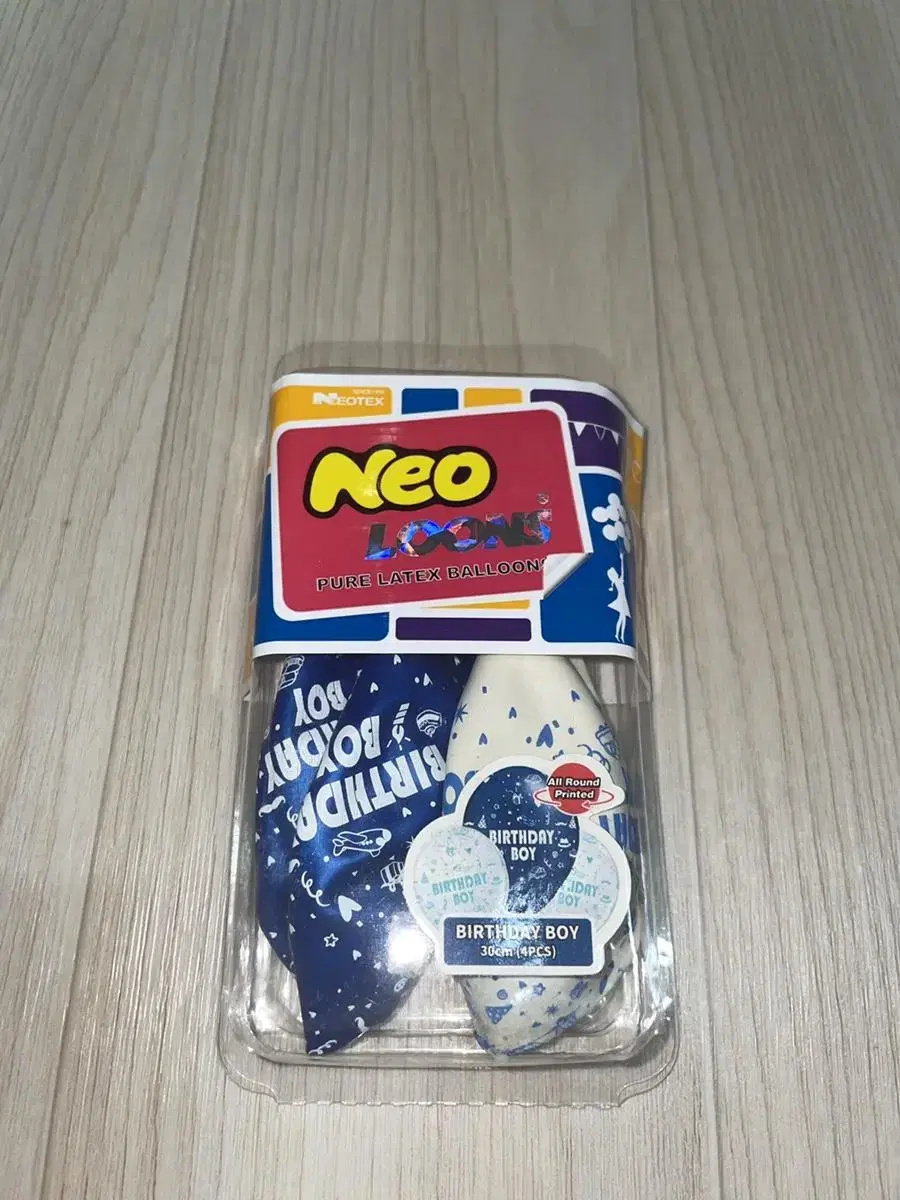 NEOTEX
Neo
LOONS®
PURE LATEX BALLOONS
BOY
BIRTHDAY
BOY
All Round
Printed
BIRTHDAY
BOY
BIRTHDAY
BOY
BIRTHDAY BOY
30cm (4PCS)